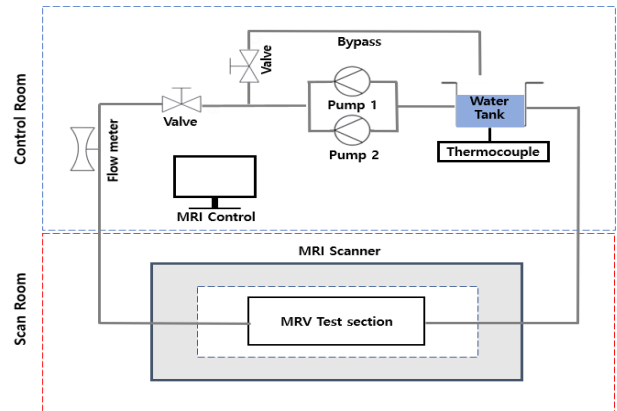 Bypass
Valve
Pump 1
Water
Tank
Valve
Control Room
Flow meter
Pump 2
Thermocouple
MRI Control
MRI Scanner
Scan Room
MRV Test section